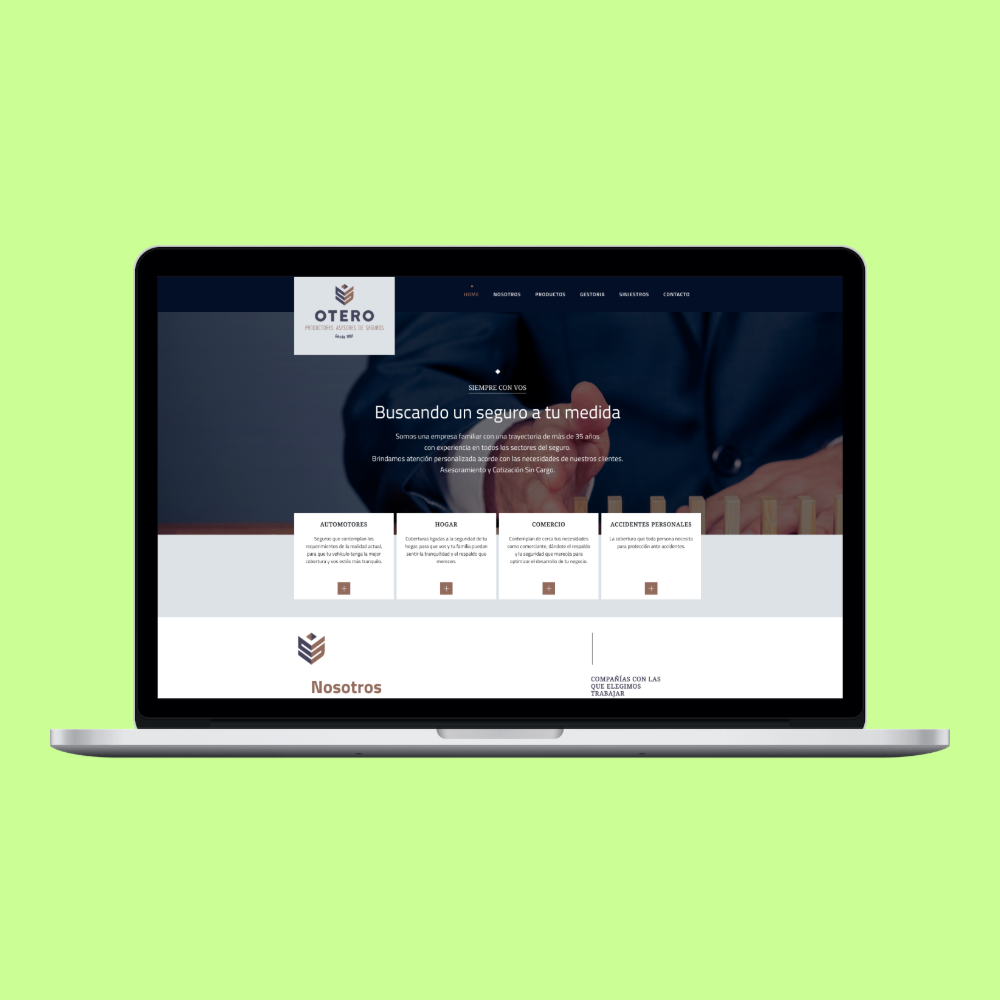 OTERO
PRODUCTORES ASESORES DE SEGUROS
desde
HOME NOSOTROS PRODUCTOS GESTORIA SINIESTROS CONTACTO
SIEMPRE CON VOS
Buscando un seguro a tu medida
Somos una empresa familiar con una trayectoria de más de 35 años
con experiencia en todos los sectores del seguro.
Brindamos atención personalizada acorde con las necesidades de nuestros clientes.
Asesoramiento y Cotización Sin Cargo.
AUTOMOTORES
Seguros que contemplan los
requerimientos de la realidad actual,
para que tu vehículo tenga la mejor
cobertura y vos estés más tranquilo.
HOGAR
Coberturas ligadas a la seguridad de tu
hogar, para que vos y tu familia puedan
sentir la tranquilidad y el respaldo que
merecen.
COMERCIO
Contemplan de cerca tus necesidades
como comerciante, dándote el respaldo
y la seguridad que merecés para
optimizar el desarrollo de tu negocio.
ACCIDENTES PERSONALES
La cobertura que toda persona necesita
para protección ante accidentes.
Nosotros
COMPAÑÍAS CON LAS
QUE ELEGIMOS
TRABAJAR